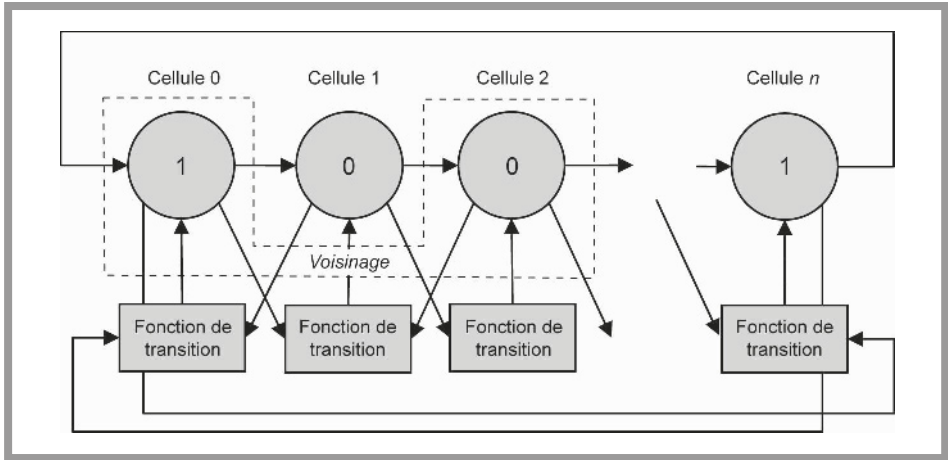 Cellule 0
Cellule 1
Cellule 2
Cellule n
1
0
0
1
Voisinage
Fonction de
transition
Fonction de
transition
Fonction de
transition
Fonction de
transition